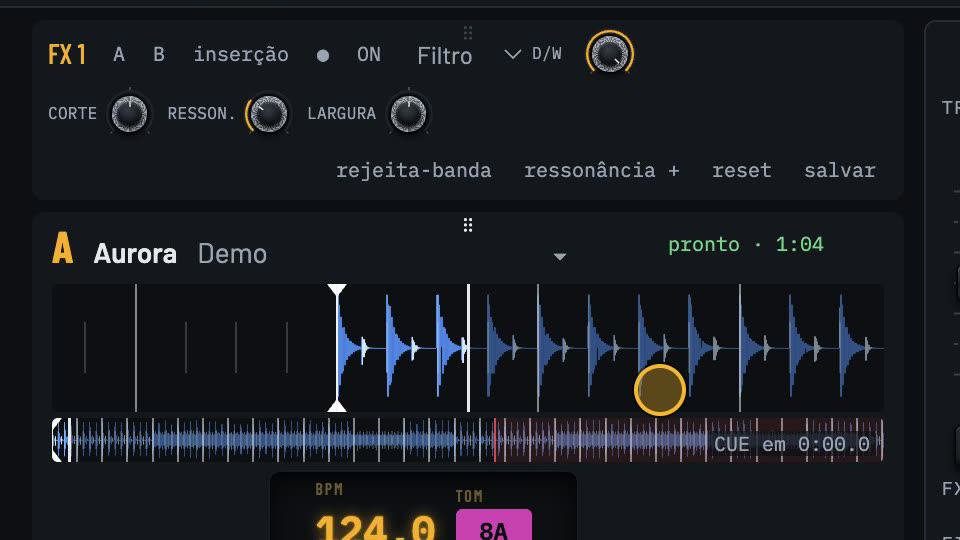 FX 1 A B inserção ON Filtro D/W
CORTE RESSON. LARGURA
rejeita-banda ressonância + reset salvar
A Aurora Demo pronto · 1:04
CUE em 0:00.0
BPM TOM
124.0 8A